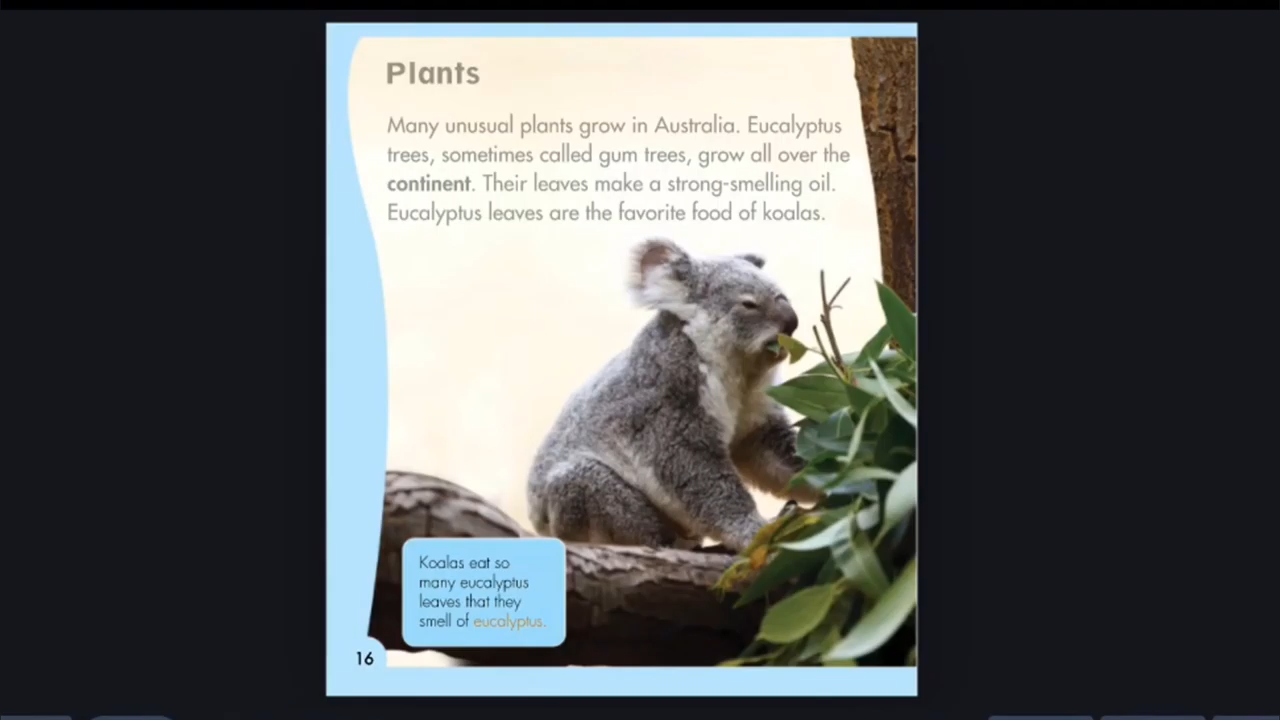 Plants
Many unusual plants grow in Australia. Eucalyptus
trees, sometimes called gum trees, grow all over the
continent. Their leaves make a strong-smelling oil.
Eucalyptus leaves are the favorite food of koalas.
Koalas eat so
many eucalyptus
leaves that they
smell of eucalyptus.
16